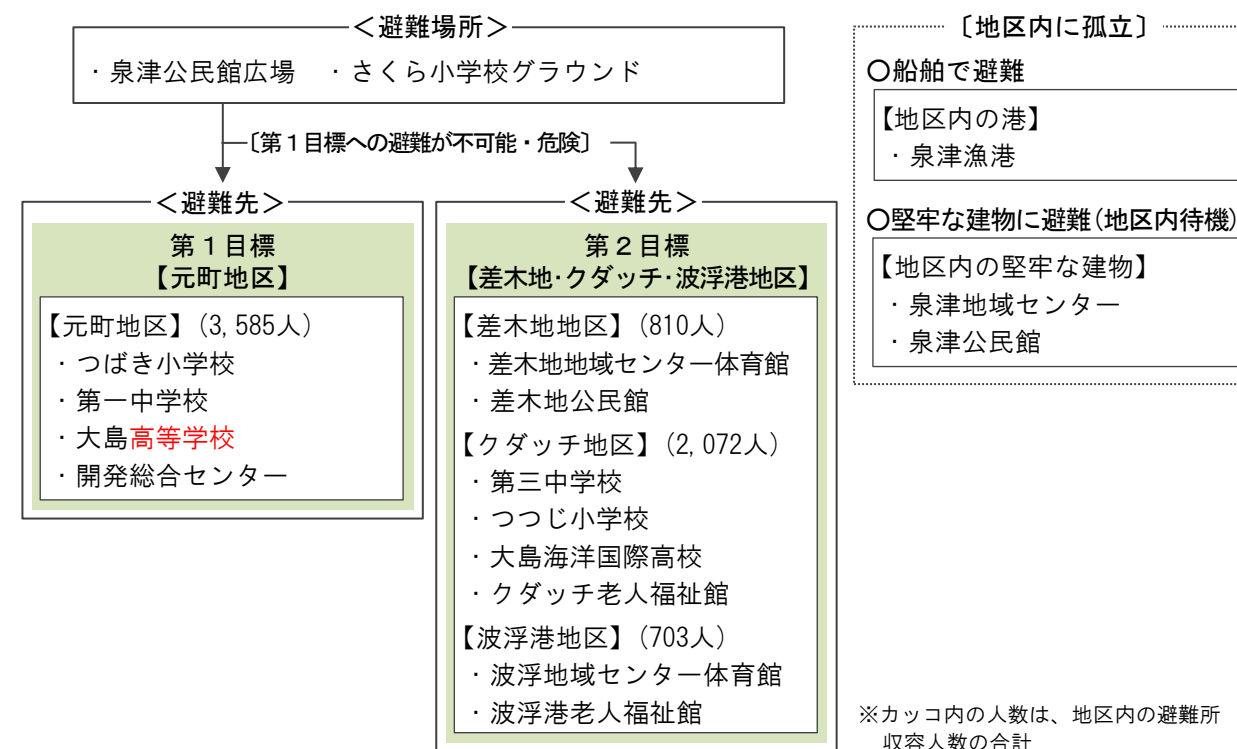 ＜避難場所＞
・泉津公民館広場　・さくら小学校グラウンド
〔第１目標への避難が不可能・危険〕
＜避難先＞
第１目標
【元町地区】
【元町地区】（3,585人）
・つばき小学校
・第一中学校
・大島高等学校
・開発総合センター
＜避難先＞
第２目標
【差木地・クダッチ・波浮港地区】
【差木地地区】（810人）
・差木地地域センター体育館
・差木地公民館
【クダッチ地区】（2,072人）
・第三中学校
・つつじ小学校
・大島海洋国際高校
・クダッチ老人福祉館
【波浮港地区】（703人）
・波浮地域センター体育館
・波浮港老人福祉館
〔地区内に孤立〕
○船舶で避難
【地区内の港】
・泉津漁港
○堅牢な建物に避難（地区内待機）
【地区内の堅牢な建物】
・泉津地域センター
・泉津公民館
※カッコ内の人数は、地区内の避難所
収容人数の合計